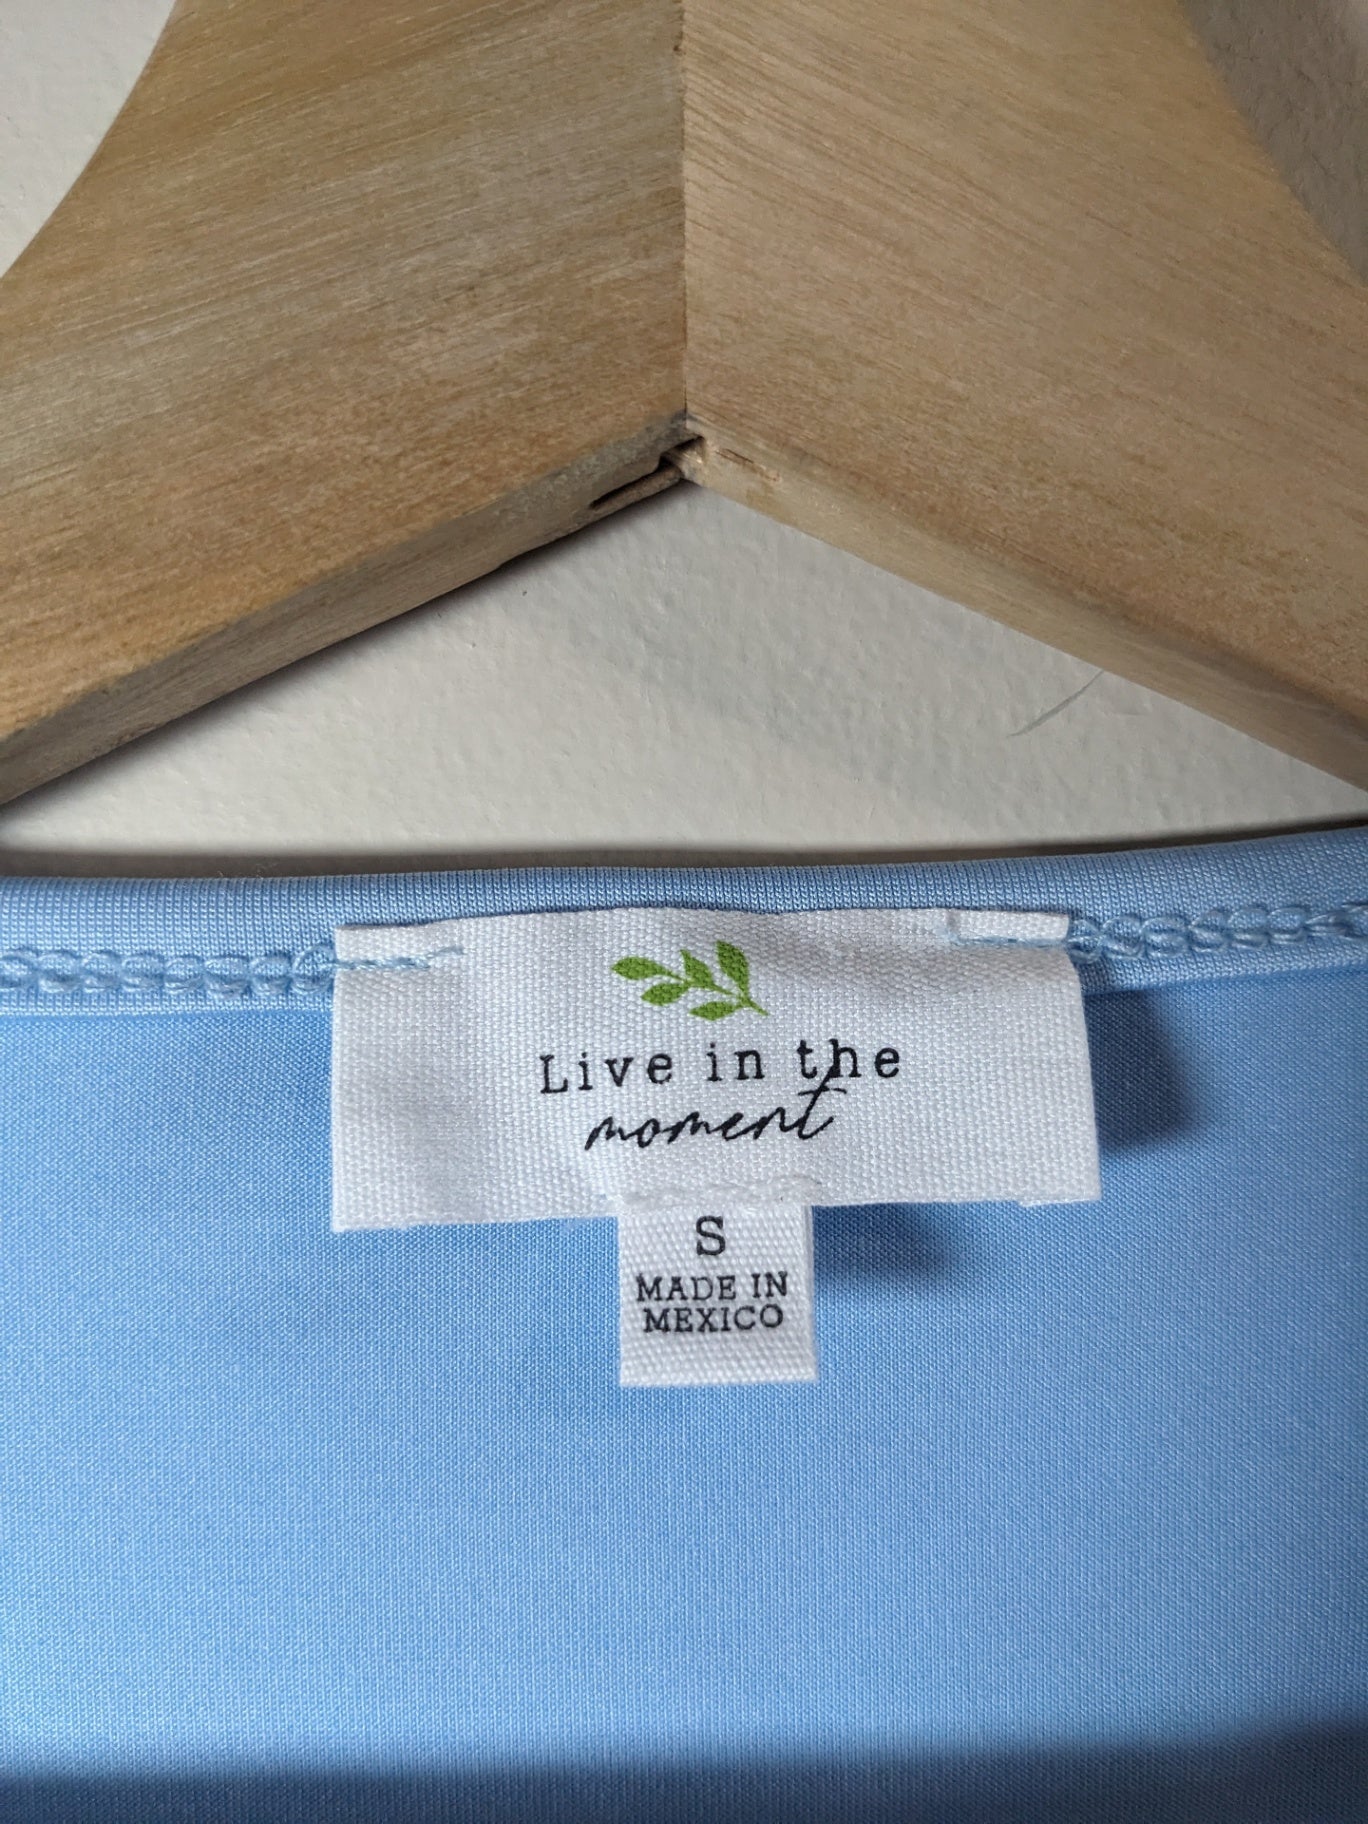 Live in the
moment
S
MADE IN
MEXICO